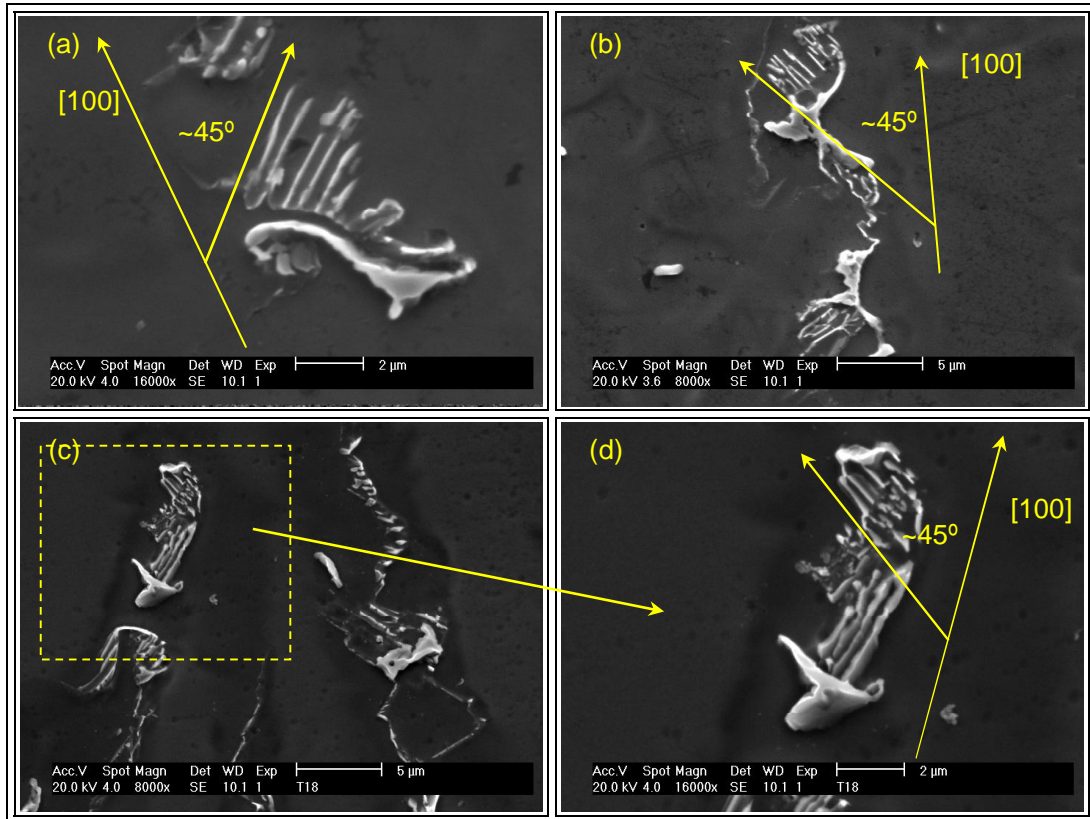 (a)
[100]
~45º
Acc.V Spot Magn Det WD Exp 2 µm
20.0 kV 4.0 16000x SE 10.1 1
(b)
[100]
~45º
Acc.V Spot Magn Det WD Exp 5 µm
20.0 kV 3.6 8000x SE 10.1 1
(c)
Acc.V Spot Magn Det WD Exp 5 µm
20.0 kV 4.0 8000x SE 10.1 1 T18
(d)
[100]
~45º
Acc.V Spot Magn Det WD Exp 2 µm
20.0 kV 4.0 16000x SE 10.1 1 T18